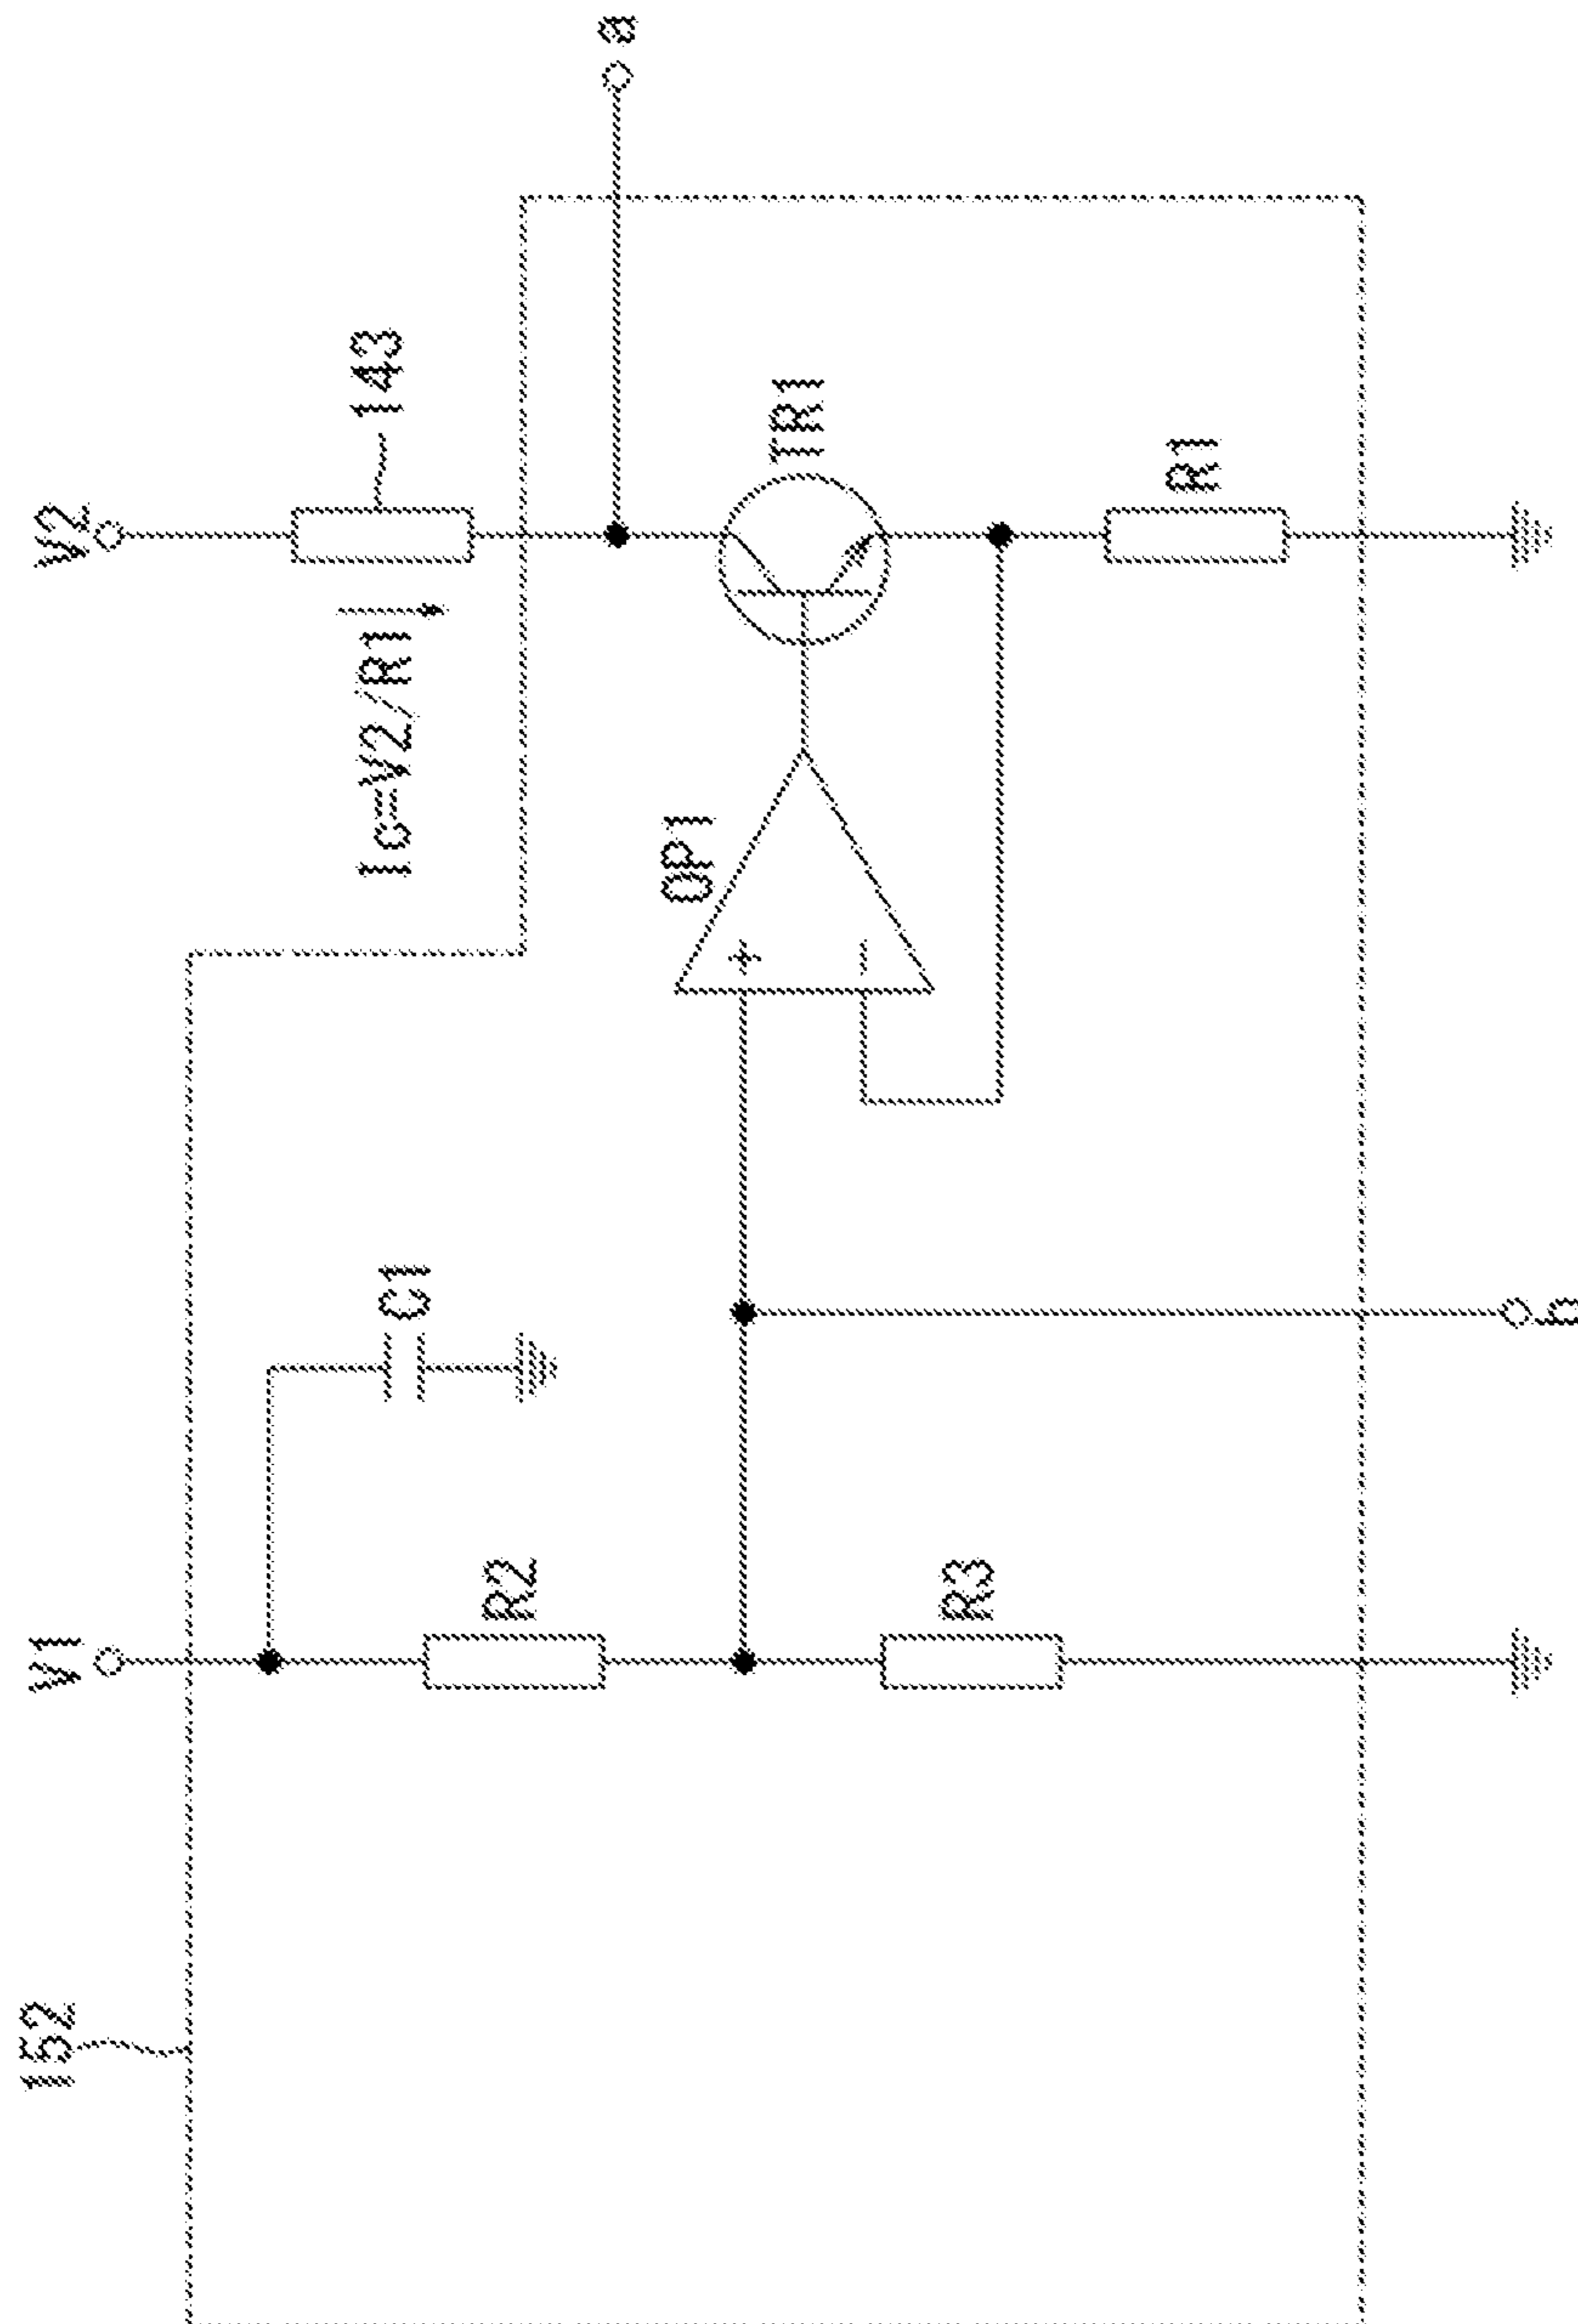 152
V1
V2
R2
C1
R3
143
Ic=V2/R1
OP1
+
−
TR1
R1
a
b